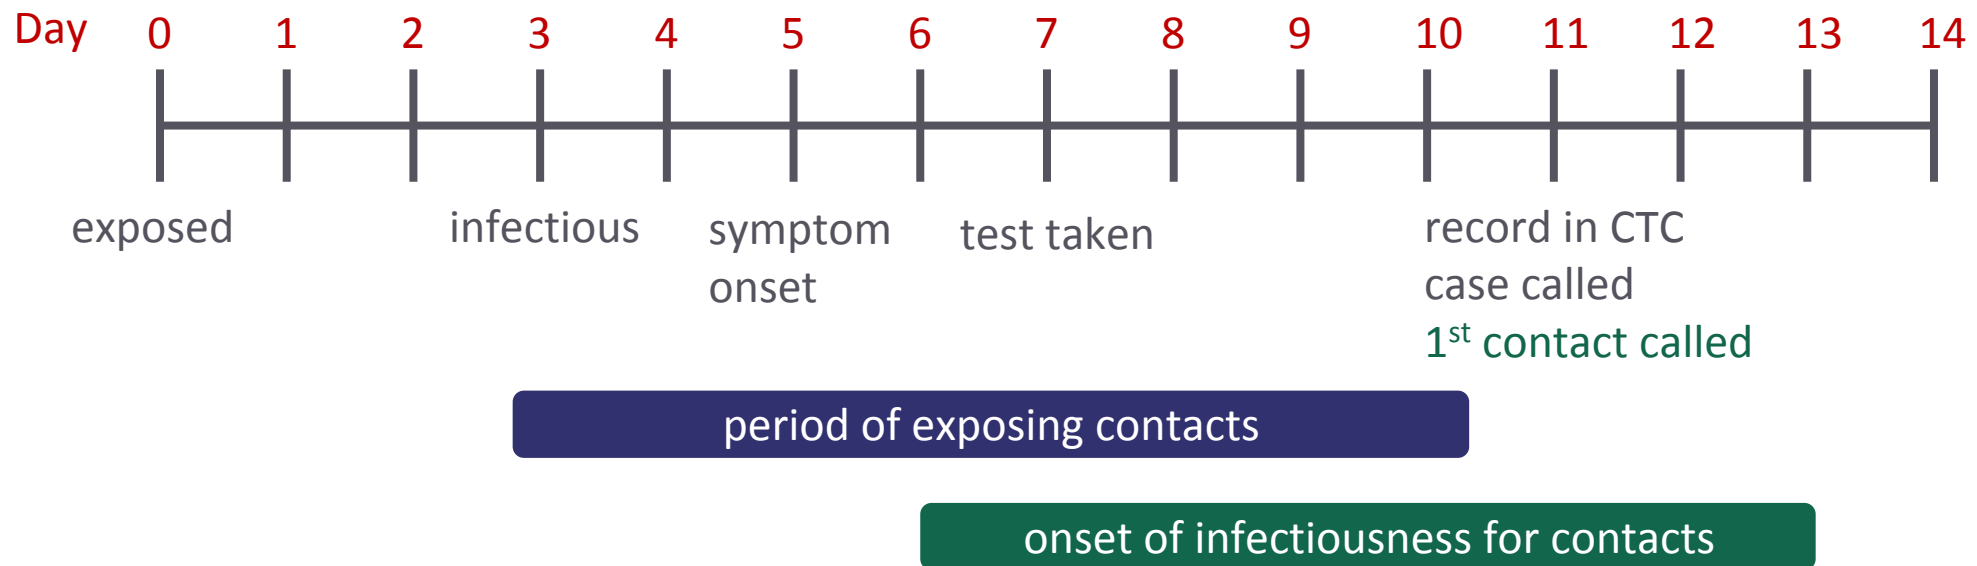 Day 0 1 2 3 4 5 6 7 8 9 10 11 12 13 14
exposed infectious symptom onset test taken record in CTC
case called
1st contact called
period of exposing contacts
onset of infectiousness for contacts